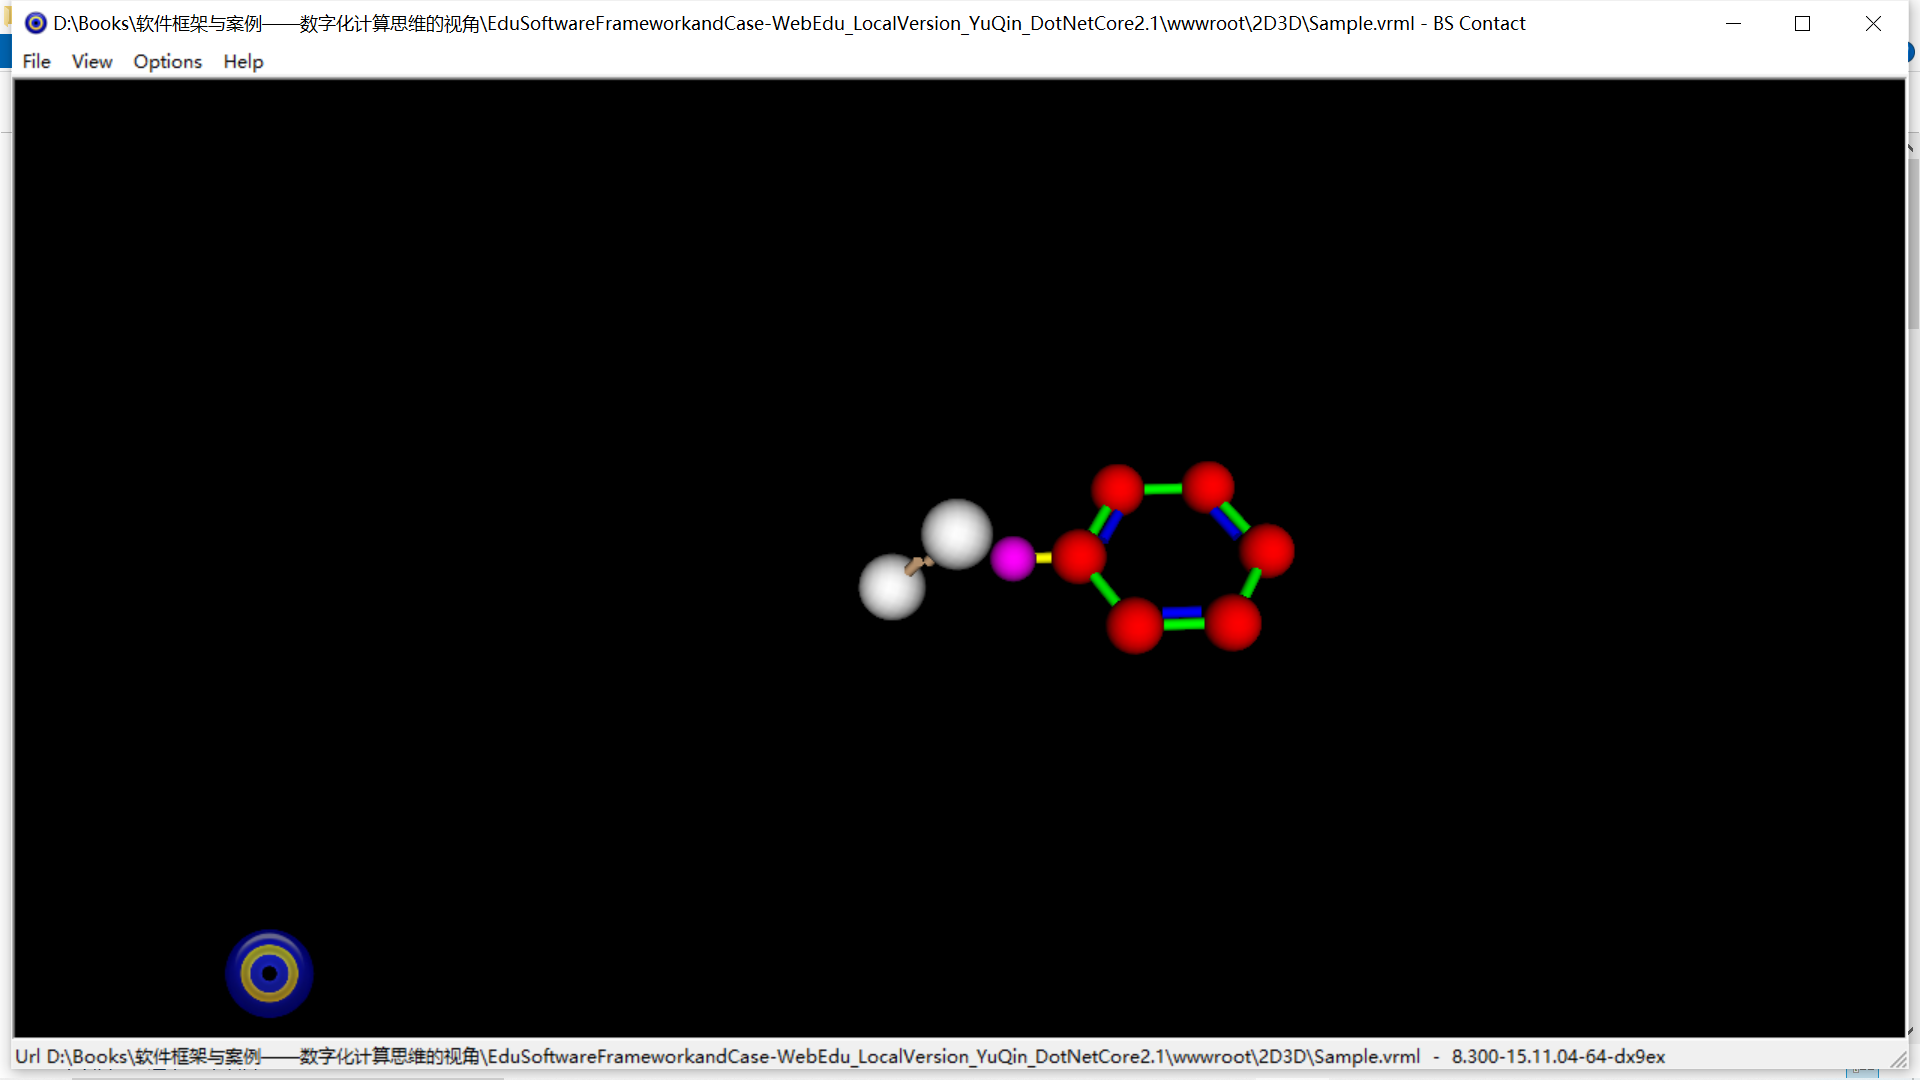 D:\Books\软件框架与案例——数字化计算思维的视角\EduSoftwareFrameworkandCase-WebEdu_LocalVersion_YuQin_DotNetCore2.1\wwwroot\2D3D\Sample.vrml - BS Contact
File View Options Help
Url D:\Books\软件框架与案例——数字化计算思维的视角\EduSoftwareFrameworkandCase-WebEdu_LocalVersion_YuQin_DotNetCore2.1\wwwroot\2D3D\Sample.vrml - 8.300-15.11.04-64-dx9ex